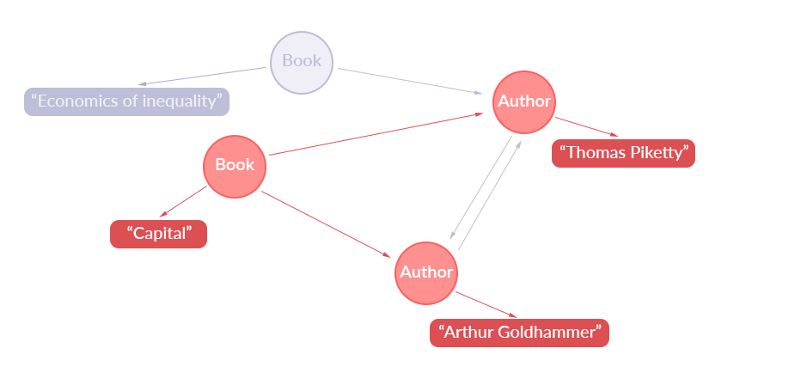 Book
“Economics of inequality”
Author
“Thomas Piketty”
Book
“Capital”
Author
“Arthur Goldhammer”